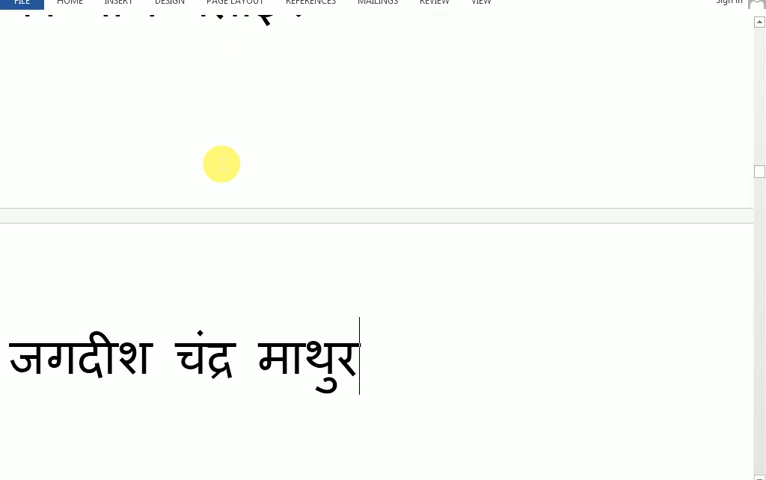 FILE HOME INSERT DESIGN PAGE LAYOUT REFERENCES MAILINGS REVIEW VIEW Sign in
जगदीश चंद्र माथुर